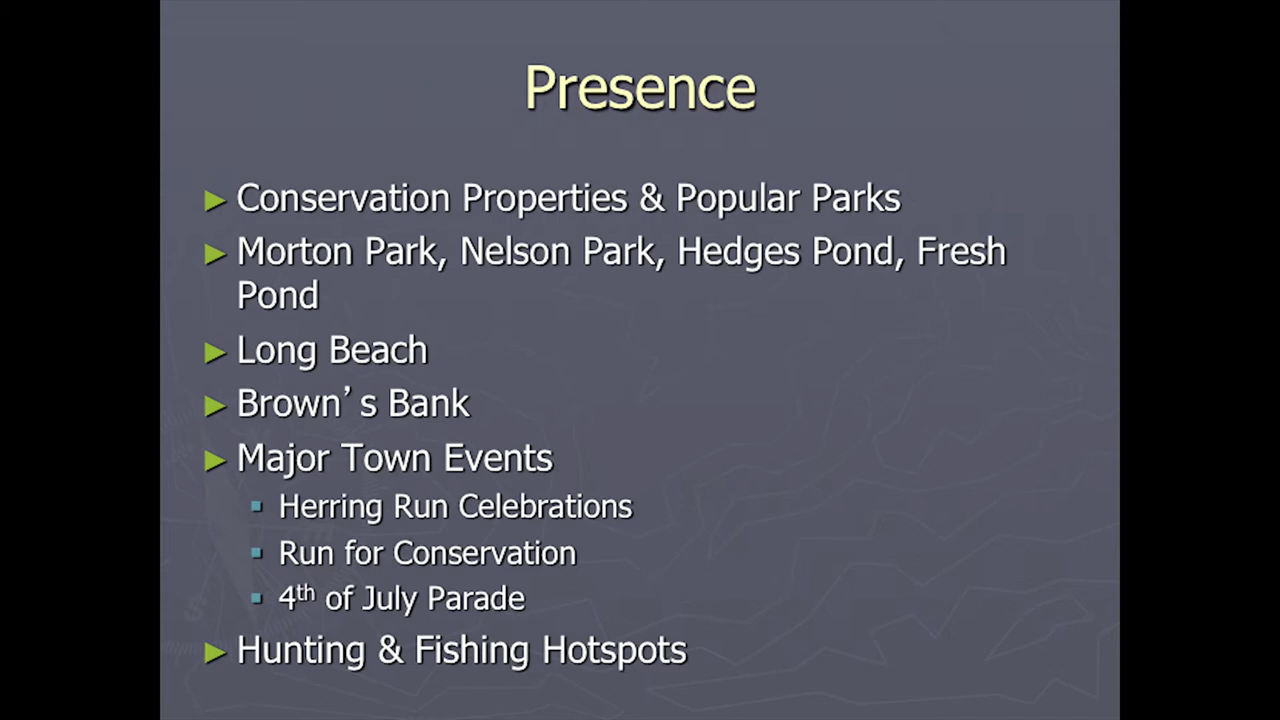 Presence
Conservation Properties & Popular Parks
Morton Park, Nelson Park, Hedges Pond, Fresh
Pond
Long Beach
Brown’s Bank
Major Town Events
Herring Run Celebrations
Run for Conservation
4th of July Parade
Hunting & Fishing Hotspots